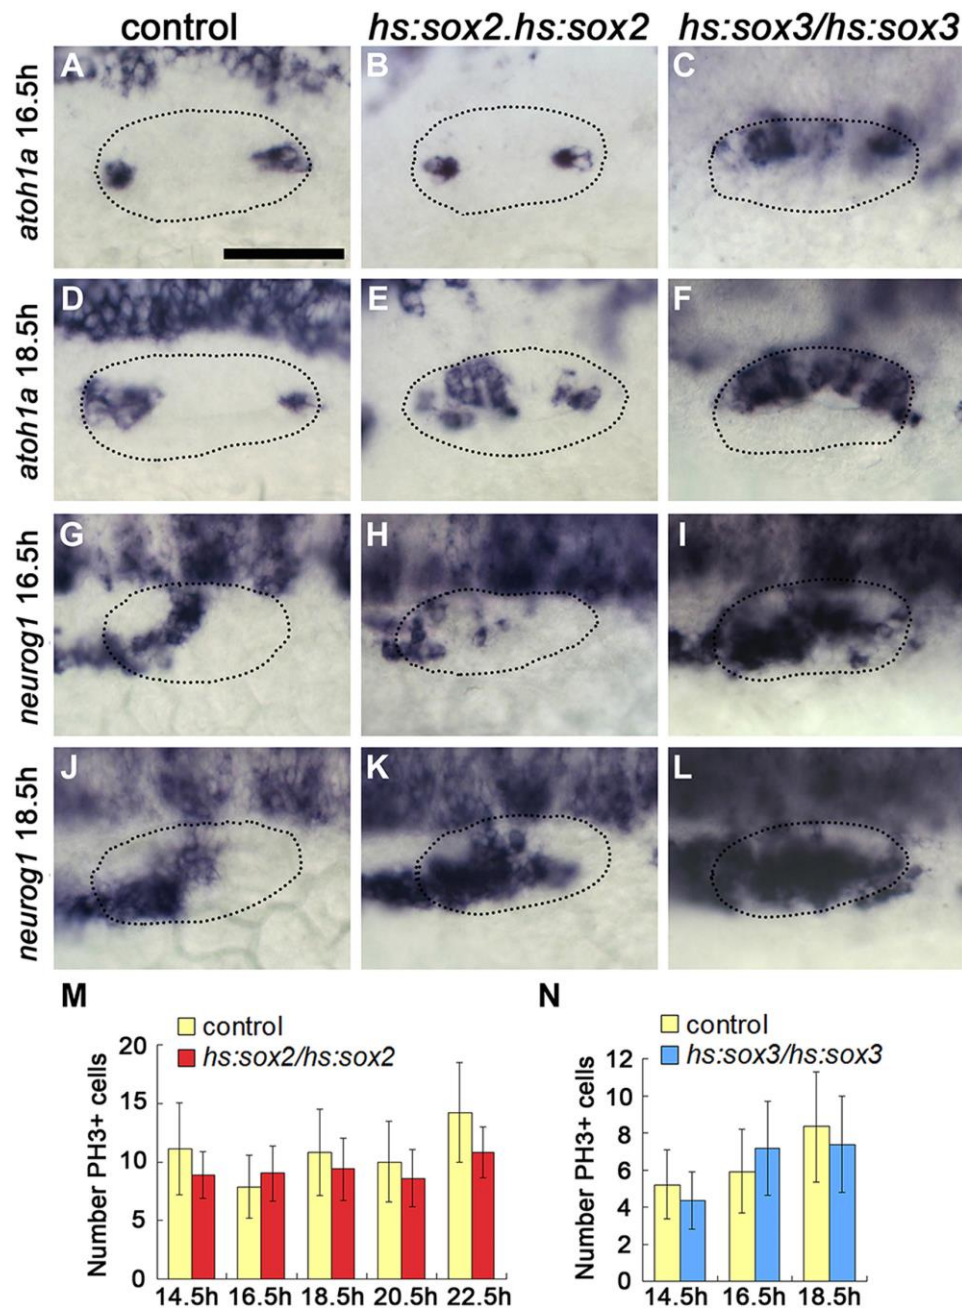 control hs:sox2.hs:sox2 hs:sox3/hs:sox3
atoh1a 16.5h
A B C
atoh1a 18.5h
D E F
neurog1 16.5h
G H I
neurog1 18.5h
J K L
M
control
hs:sox2/hs:sox2
Number PH3+ cells
20
15
10
5
0
14.5h 16.5h 18.5h 20.5h 22.5h
N
control
hs:sox3/hs:sox3
Number PH3+ cells
12
10
8
6
4
2
0
14.5h 16.5h 18.5h